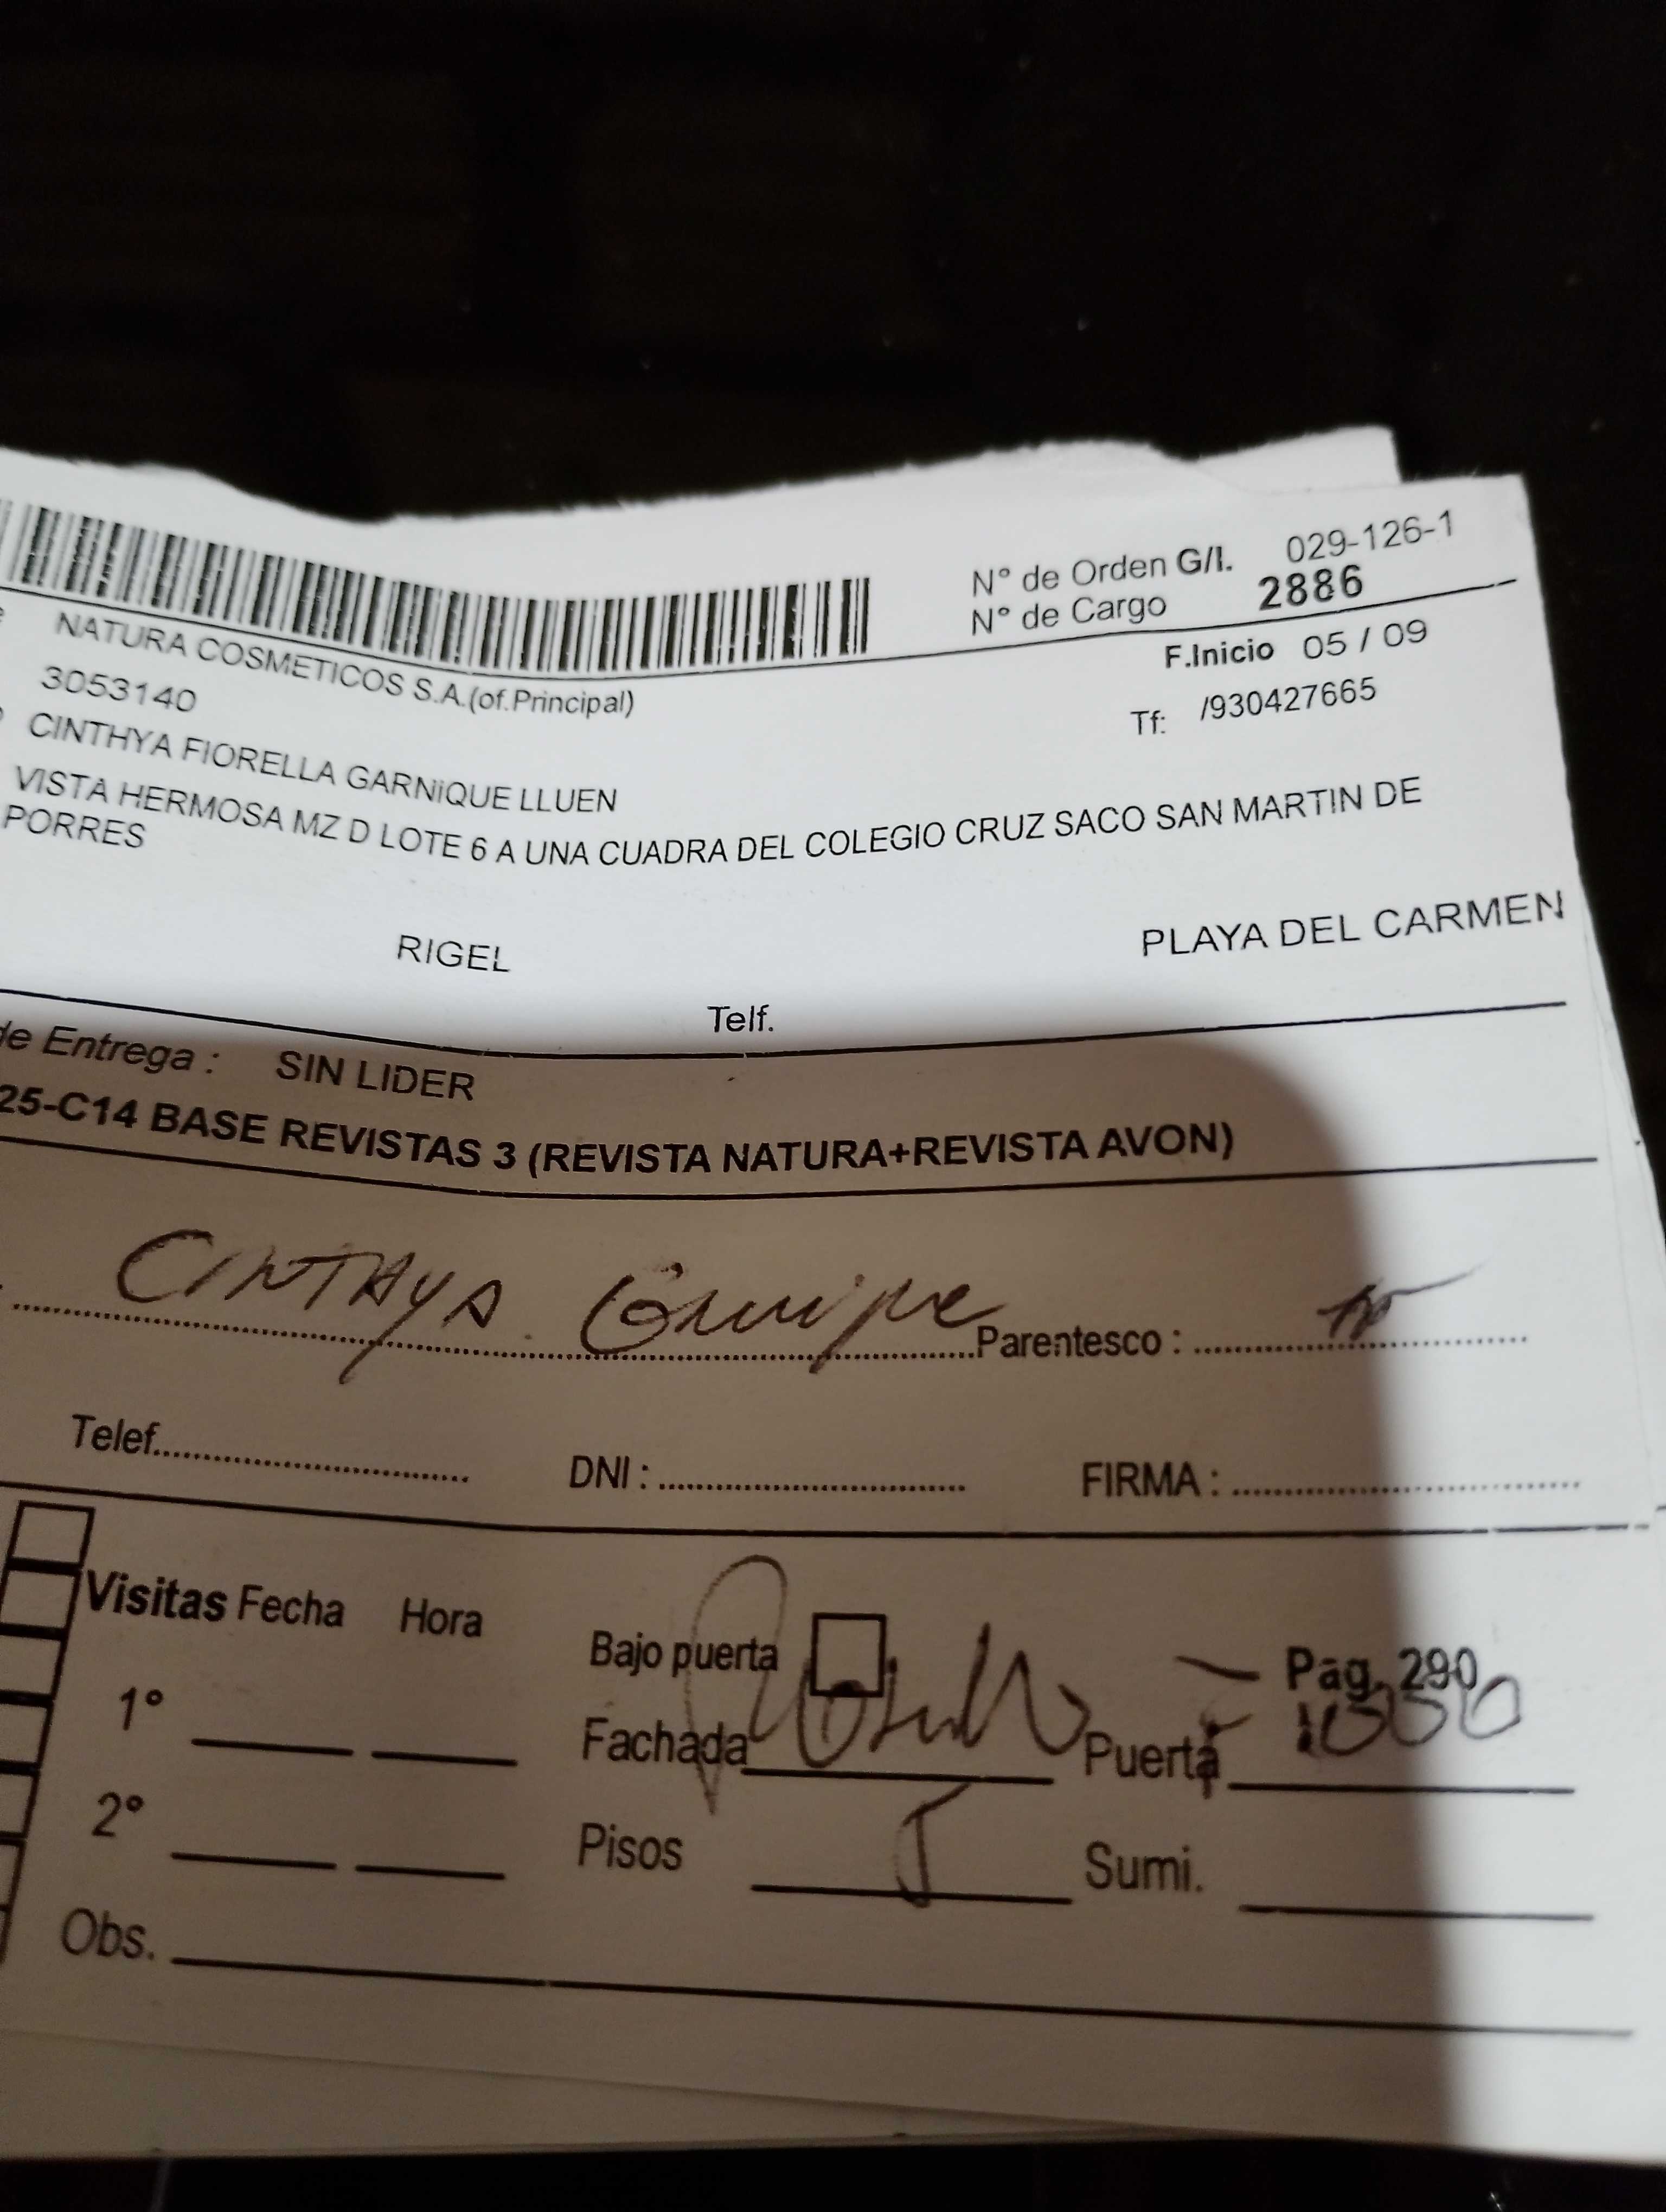 N° de Orden G/I. 029-126-1
N° de Cargo 2886
NATURA COSMETICOS S.A.(of.Principal)
F.Inicio 05 / 09
3053140
Tf: /930427665
CINTHYA FIORELLA GARNiQUE LLUEN
VISTA HERMOSA MZ D LOTE 6 A UNA CUADRA DEL COLEGIO CRUZ SACO SAN MARTIN DE
PORRES
RIGEL PLAYA DEL CARMEN
Telf.
de Entrega : SIN LIDER
25-C14 BASE REVISTAS 3 (REVISTA NATURA+REVISTA AVON)
CINTHYA Parentesco :
Telef. DNI : FIRMA :
Visitas Fecha Hora
Bajo puerta Pág. 290
1° Fachada Puerta
2° Pisos Sumi.
Obs.